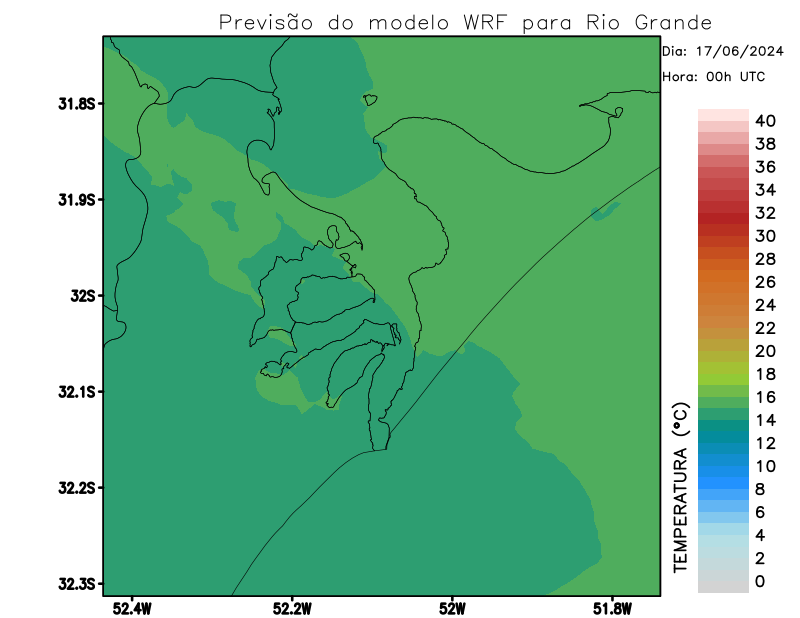 Previsão do modelo WRF para Rio Grande
Dia: 17/06/2024
Hora: 00h UTC
31.8S
31.9S
32S
32.1S
32.2S
32.3S
52.4W
52.2W
52W
51.8W
TEMPERATURA (°C)
40
38
36
34
32
30
28
26
24
22
20
18
16
14
12
10
8
6
4
2
0